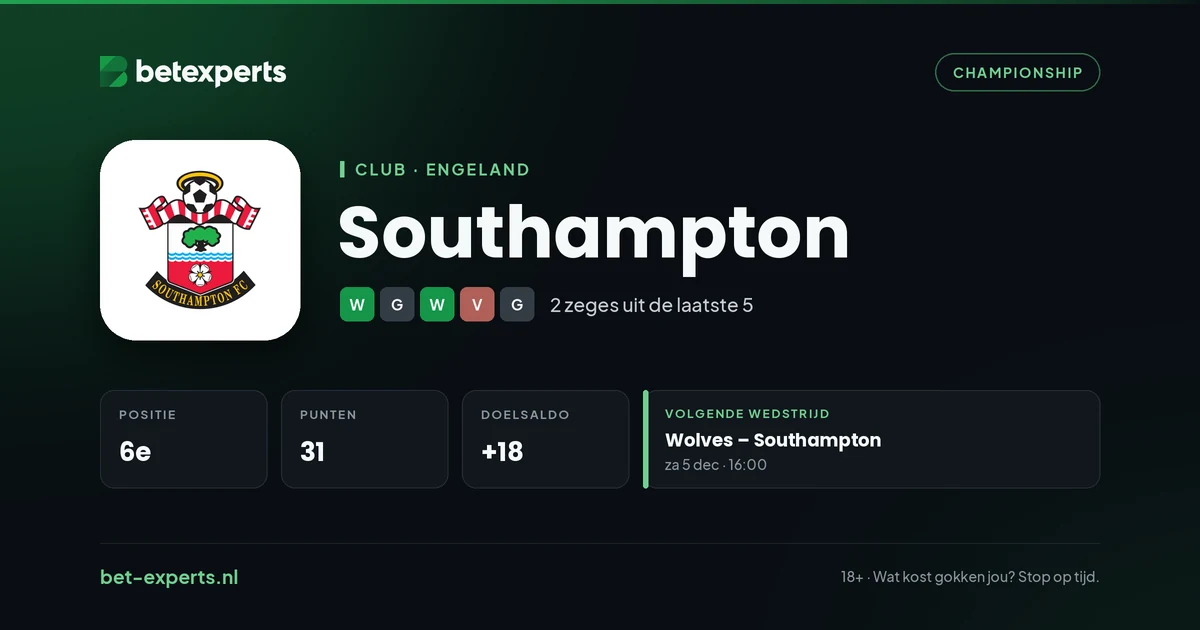 betexperts
CHAMPIONSHIP
CLUB · ENGELAND
Southampton
SOUTHAMPTON FC
W G W V G 2 zeges uit de laatste 5
POSITIE
6e
PUNTEN
31
DOELSALDO
+18
VOLGENDE WEDSTRIJD
Wolves – Southampton
za 5 dec · 16:00
bet-experts.nl
18+ · Wat kost gokken jou? Stop op tijd.